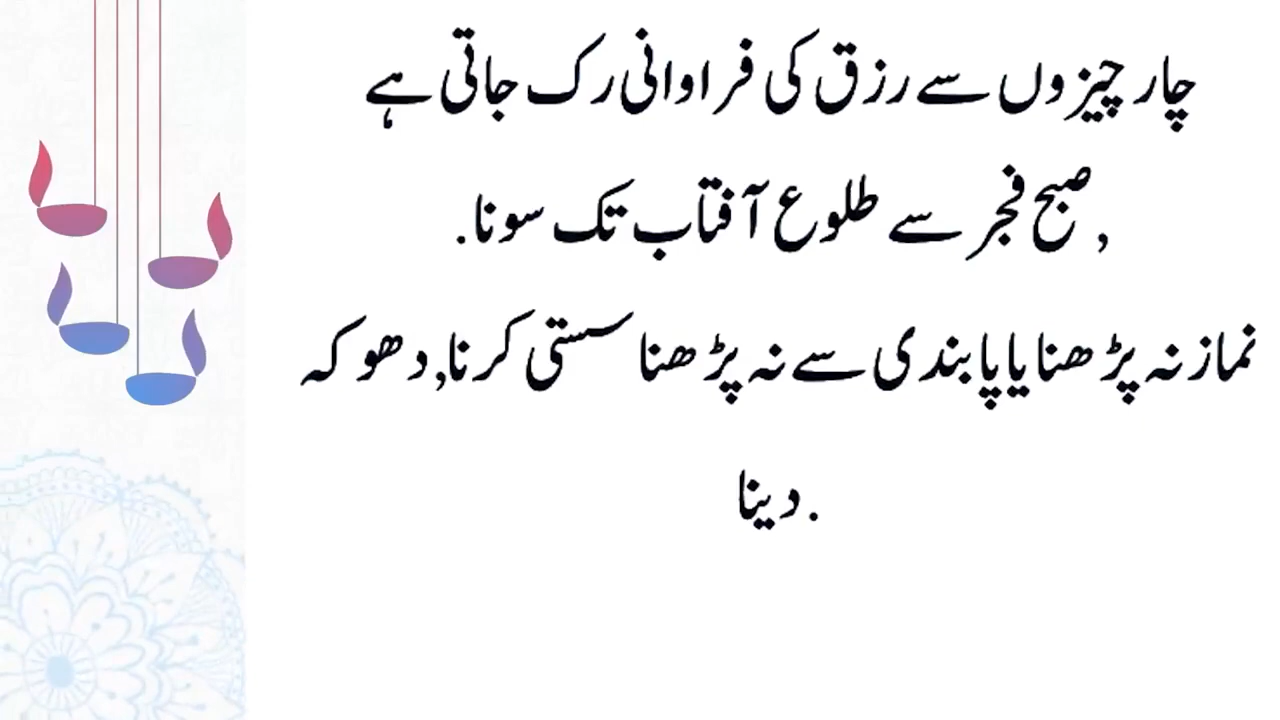 چار چیزوں سے رزق کی فراوانی رک جاتی ہے
,صبح فجر سے طلوع آفتاب تک سونا.
نماز نہ پڑھنا یا پابندی سے نہ پڑھنا سستی کرنا,دھوکہ
.دینا